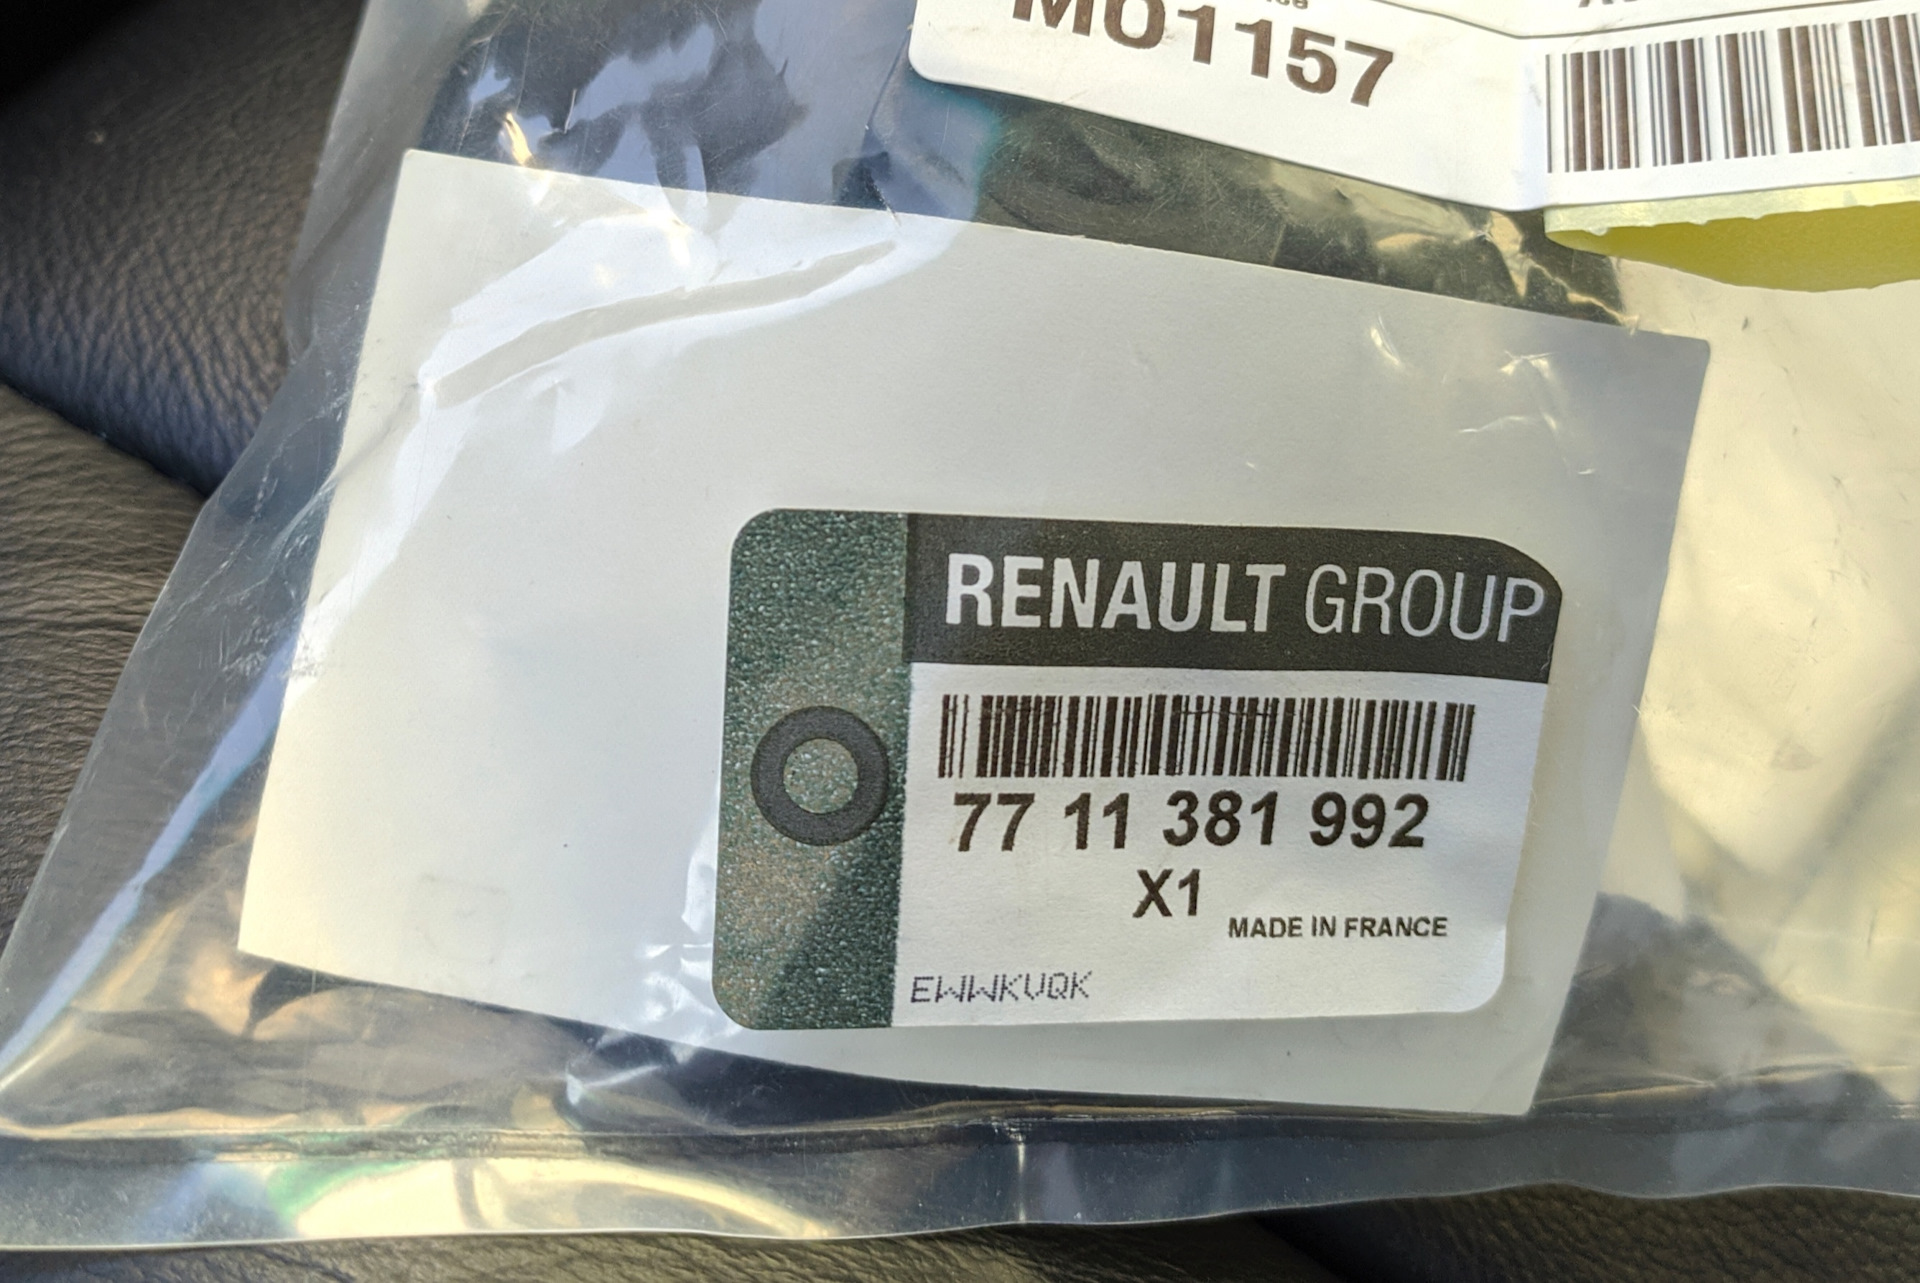 MO1157
RENAULT GROUP
77 11 381 992
X1
MADE IN FRANCE
EWWKVQK